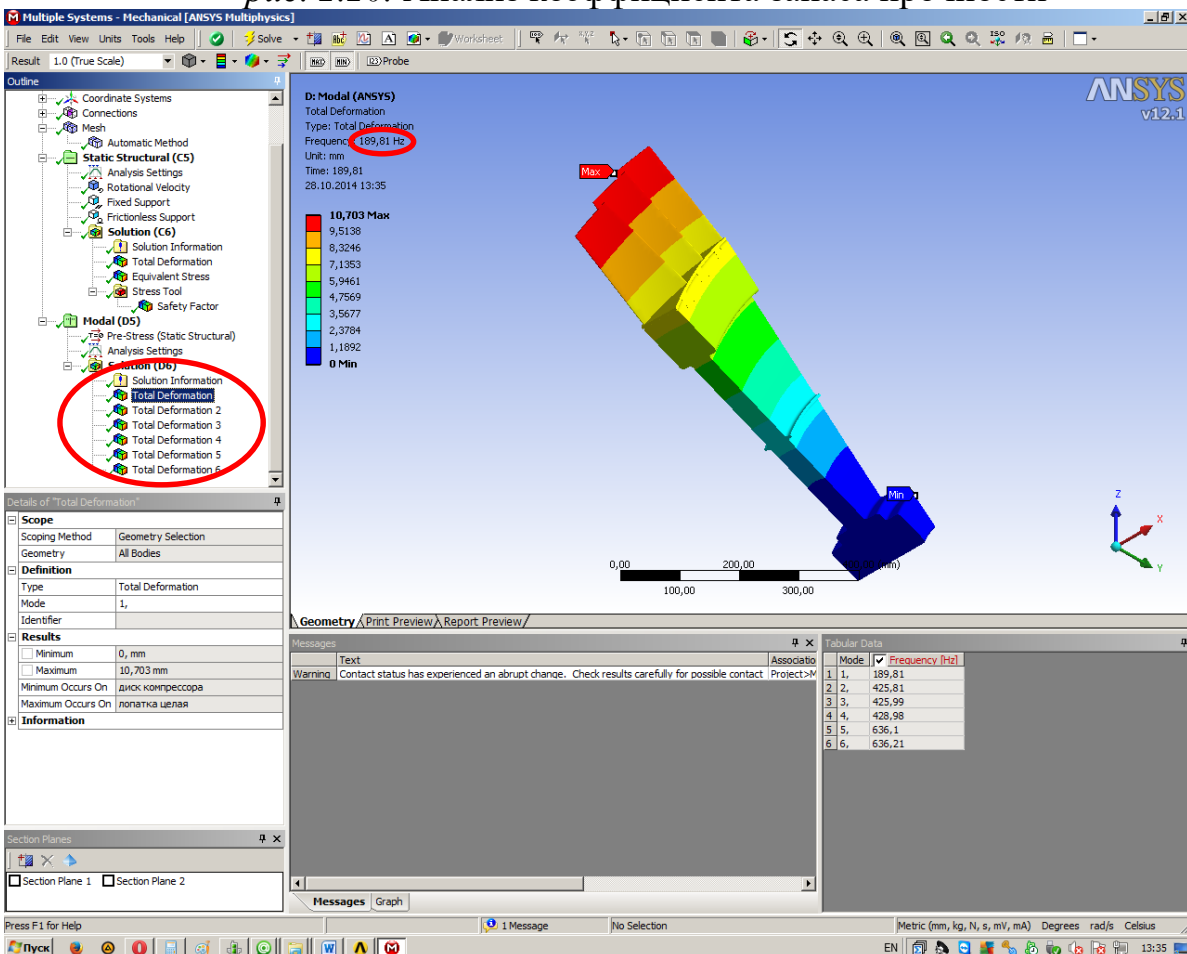 рис. 2.20. Анализ коэффициента запаса прочности
Multiple Systems - Mechanical [ANSYS Multiphysics]
File Edit View Units Tools Help Solve Worksheet
Result 1.0 (True Scale) Probe
Outline
Coordinate Systems
Connections
Mesh
Automatic Method
Static Structural (C5)
Analysis Settings
Rotational Velocity
Fixed Support
Frictionless Support
Solution (C6)
Solution Information
Total Deformation
Equivalent Stress
Stress Tool
Safety Factor
Modal (D5)
Pre-Stress (Static Structural)
Analysis Settings
Solution (D6)
Solution Information
Total Deformation
Total Deformation 2
Total Deformation 3
Total Deformation 4
Total Deformation 5
Total Deformation 6
Details of "Total Deformation"
Scope
Scoping Method Geometry Selection
Geometry All Bodies
Definition
Type Total Deformation
Mode 1,
Identifier
Results
Minimum 0, mm
Maximum 10,703 mm
Minimum Occurs On диск компрессора
Maximum Occurs On лопатка целая
Information
Section Planes
Section Plane 1 Section Plane 2
D: Modal (ANSYS)
Total Deformation
Type: Total Deformation
Frequency: 189,81 Hz
Unit: mm
Time: 189,81
28.10.2014 13:35
10,703 Max
9,5138
8,3246
7,1353
5,9461
4,7569
3,5677
2,3784
1,1892
0 Min
ANSYS
v12.1
Max
Min
Z
X
Y
0,00 200,00 (mm)
100,00 300,00
Geometry Print Preview Report Preview
Messages
Text Associatio
Warning Contact status has experienced an abrupt change. Check results carefully for possible contact Project>M
Messages Graph
Tabular Data
Mode Frequency [Hz]
1 1, 189,81
2 2, 425,81
3 3, 425,99
4 4, 428,98
5 5, 636,1
6 6, 636,21
Press F1 for Help 1 Message No Selection Metric (mm, kg, N, s, mV, mA) Degrees rad/s Celsius
Пуск EN 13:35